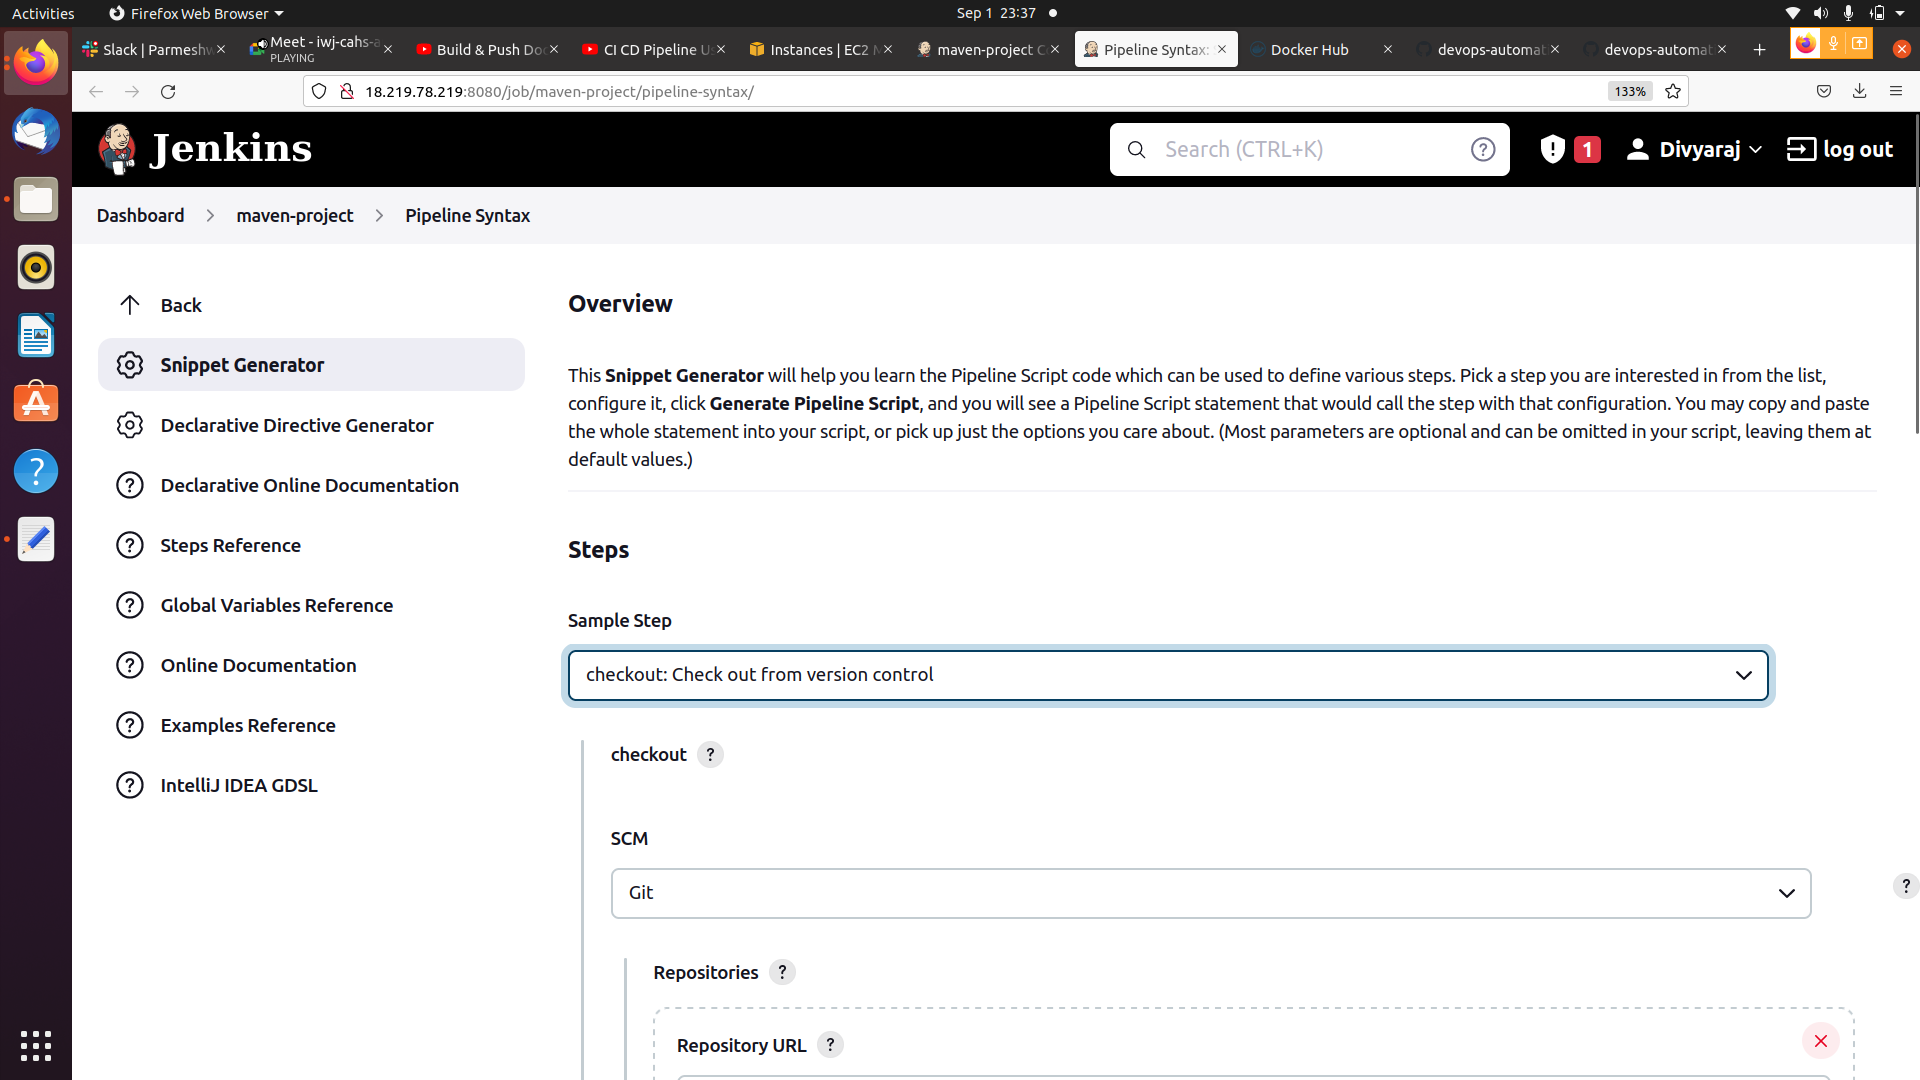 Activities
Firefox Web Browser
Sep 1 23:37
Slack | Parmeshw
Meet - iwj-cahs-a
PLAYING
Build & Push Do
CI CD Pipeline Us
Instances | EC2 M
maven-project C
Pipeline Syntax:
Docker Hub
devops-automat
devops-automat
18.219.78.219:8080/job/maven-project/pipeline-syntax/
133%
Jenkins
Search (CTRL+K)
1
Divyaraj
log out
Dashboard
maven-project
Pipeline Syntax
Back
Snippet Generator
Declarative Directive Generator
Declarative Online Documentation
Steps Reference
Global Variables Reference
Online Documentation
Examples Reference
IntelliJ IDEA GDSL
Overview
This Snippet Generator will help you learn the Pipeline Script code which can be used to define various steps. Pick a step you are interested in from the list,
configure it, click Generate Pipeline Script, and you will see a Pipeline Script statement that would call the step with that configuration. You may copy and paste
the whole statement into your script, or pick up just the options you care about. (Most parameters are optional and can be omitted in your script, leaving them at
default values.)
Steps
Sample Step
checkout: Check out from version control
checkout ?
SCM
Git
?
Repositories ?
Repository URL ?